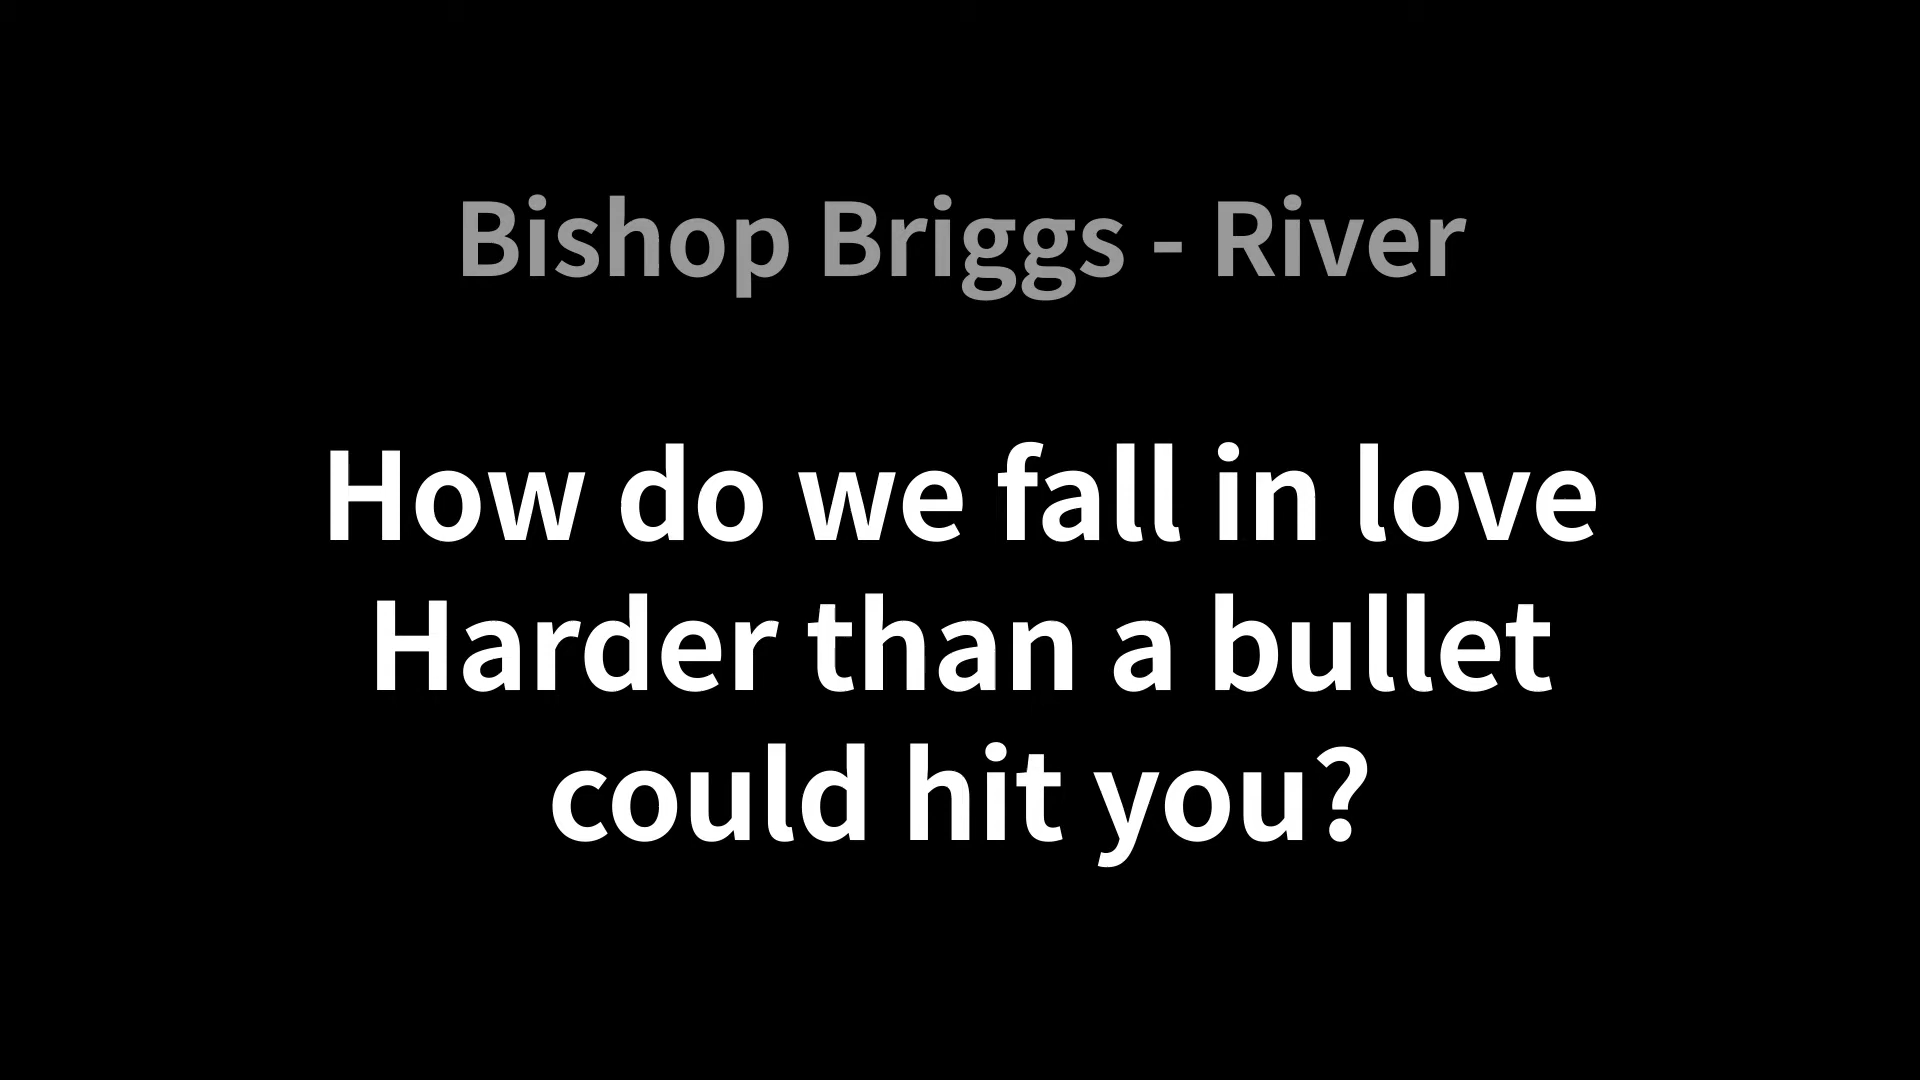 Bishop Briggs - River
How do we fall in love
Harder than a bullet
could hit you?